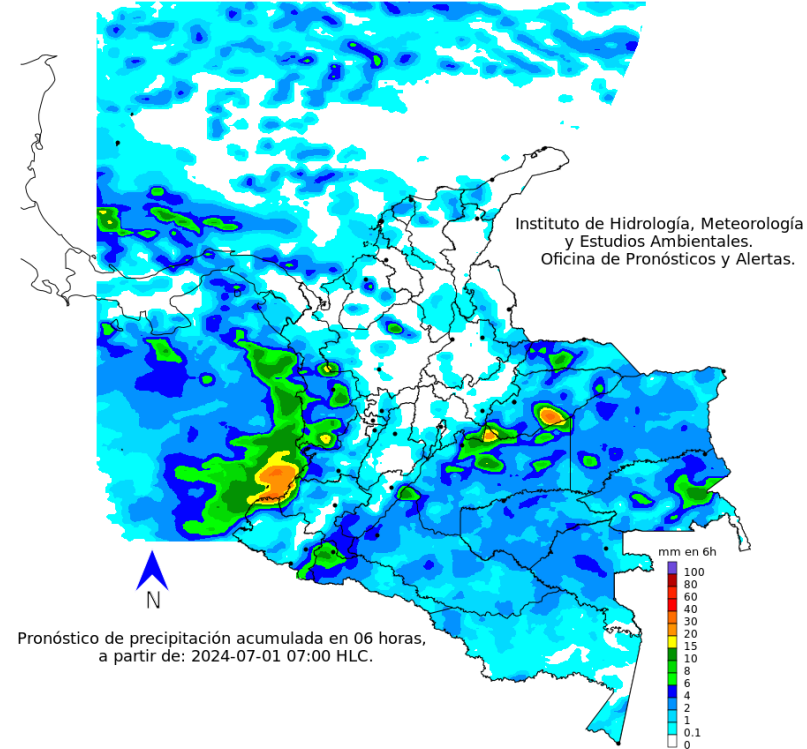 Instituto de Hidrología, Meteorología
y Estudios Ambientales.
Oficina de Pronósticos y Alertas.
mm en 6h
100
80
60
40
30
20
15
10
8
6
4
2
1
0.1
0
N
Pronóstico de precipitación acumulada en 06 horas,
a partir de: 2024-07-01 07:00 HLC.